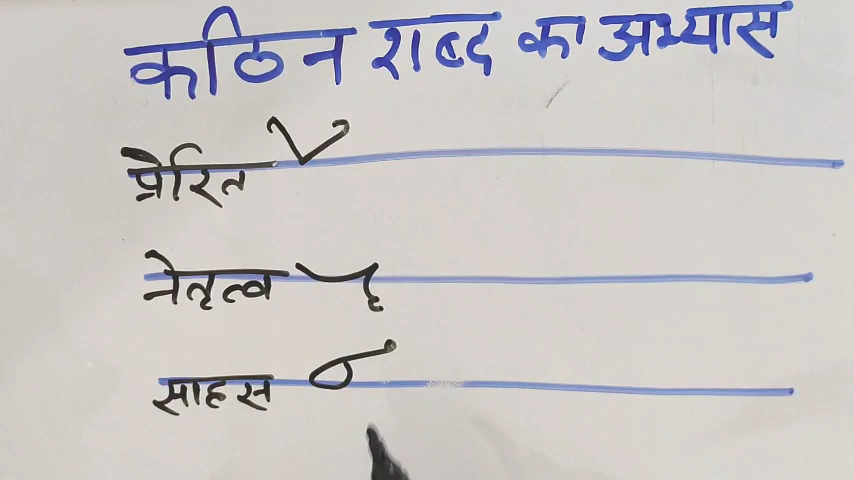 कठिन शब्द का अभ्यास
प्रेरित
नेतृत्व
साहस